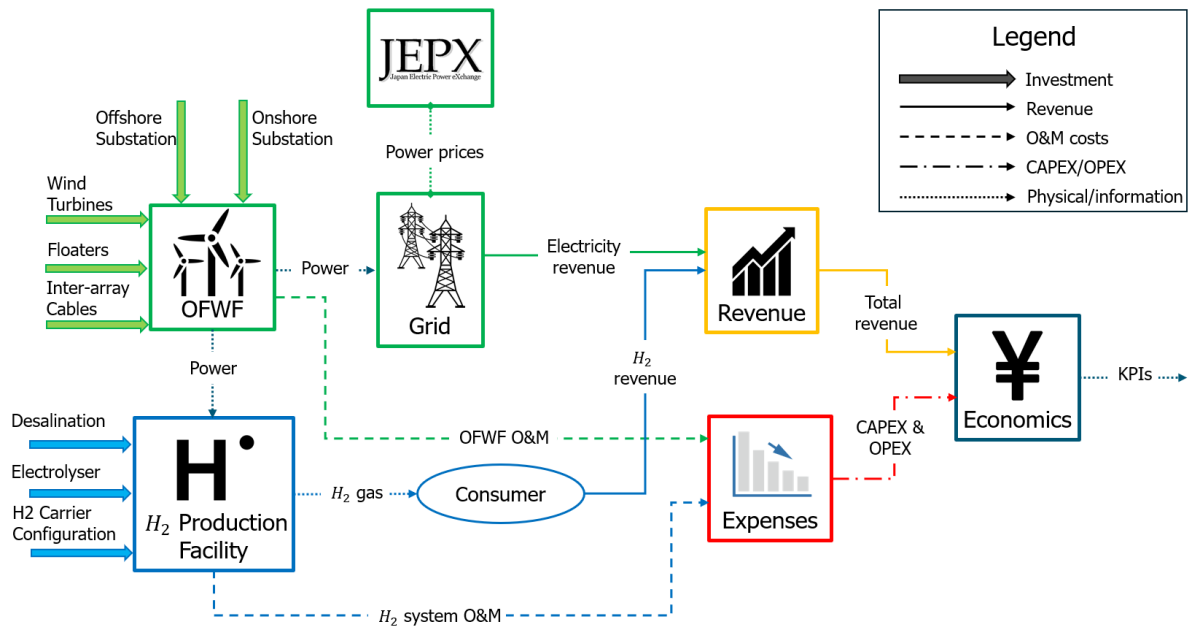 JEPX
Japan Electric Power eXchange
Legend
Investment
Revenue
O&M costs
CAPEX/OPEX
Physical/information
Offshore
Substation
Onshore
Substation
Power prices
Wind
Turbines
Floaters
Inter-array
Cables
OFWF
Power
Grid
Electricity
revenue
Revenue
Total
revenue
H₂
revenue
Power
¥
Economics
KPIs
Desalination
Electrolyser
H2 Carrier
Configuration
H
H₂ Production
Facility
OFWF O&M
H₂ gas
Consumer
Expenses
CAPEX &
OPEX
H₂ system O&M